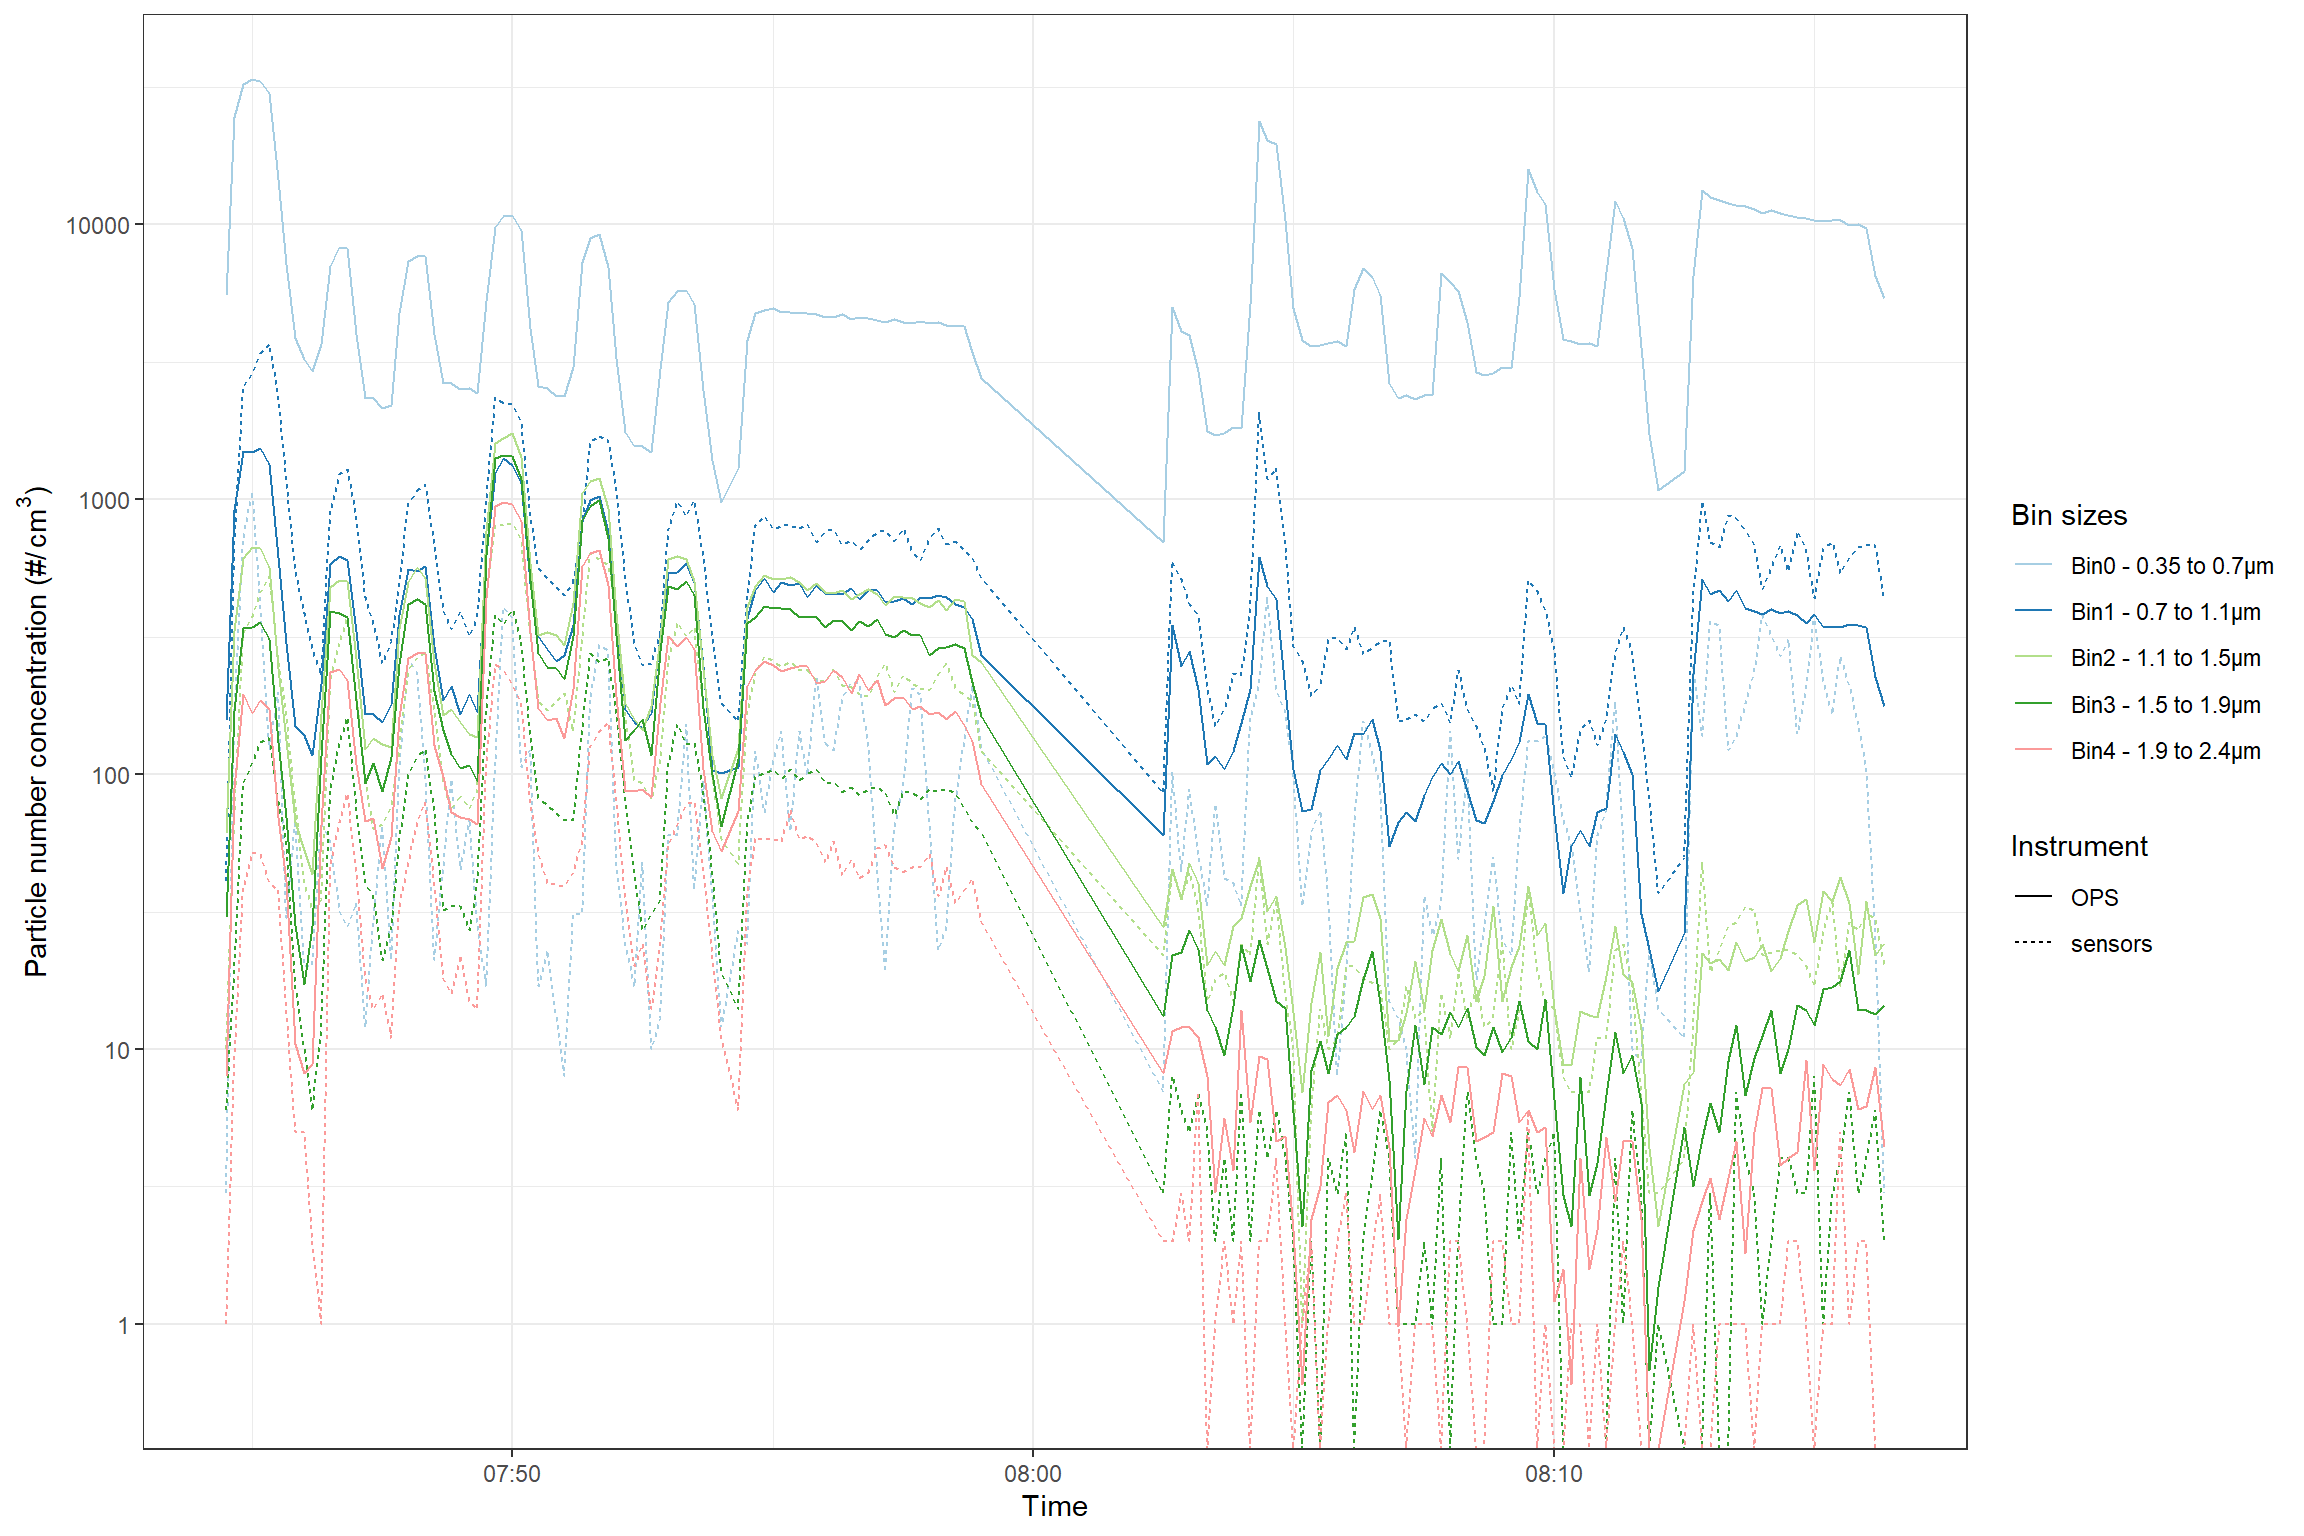 10000
1000
100
10
1
Particle number concentration (#/cm³)
07:50
08:00
08:10
Time
Bin sizes
Bin0 - 0.35 to 0.7µm
Bin1 - 0.7 to 1.1µm
Bin2 - 1.1 to 1.5µm
Bin3 - 1.5 to 1.9µm
Bin4 - 1.9 to 2.4µm
Instrument
OPS
sensors